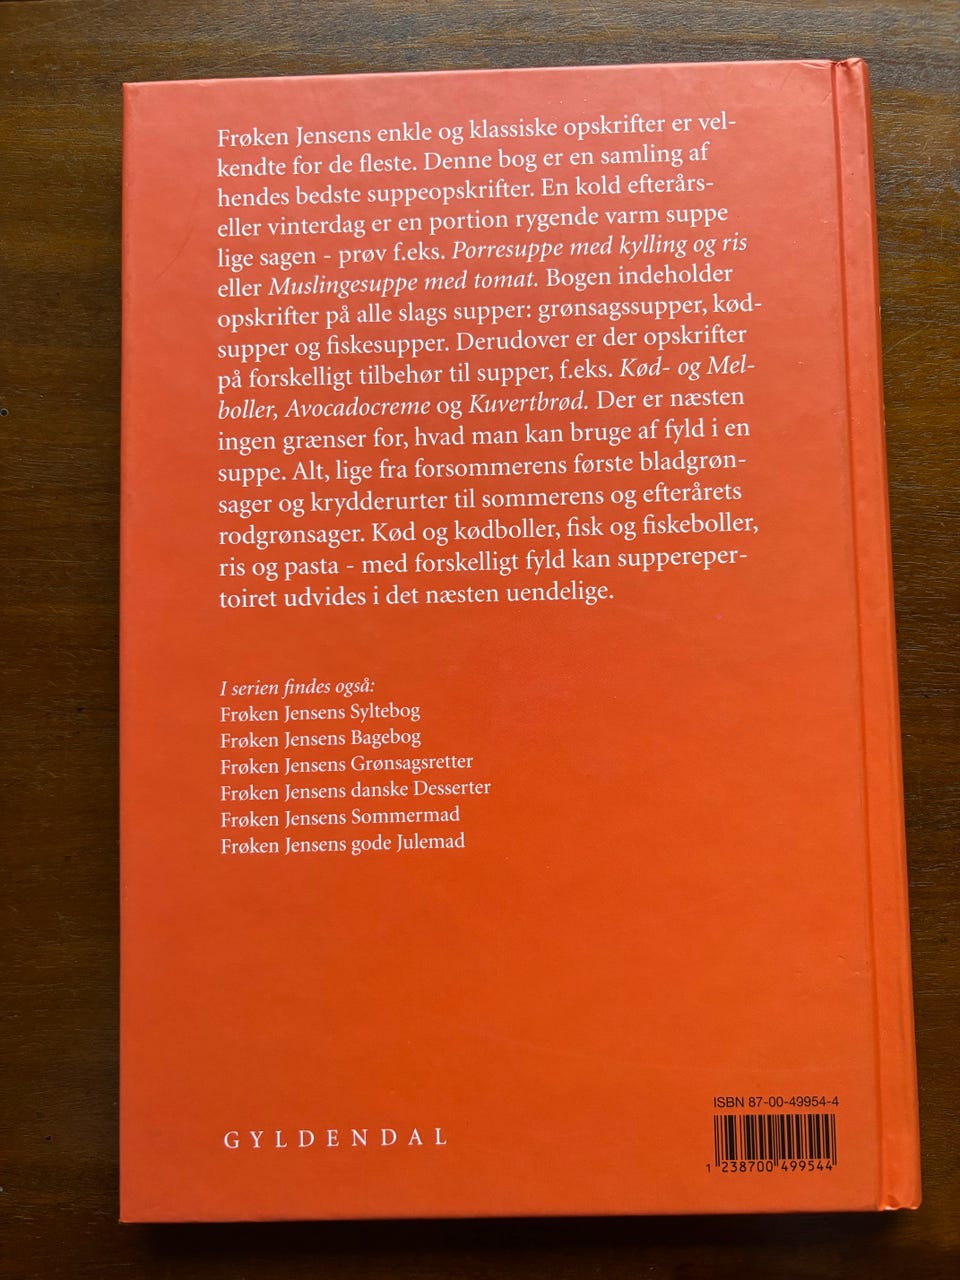 Frøken Jensens enkle og klassiske opskrifter er vel-
kendte for de fleste. Denne bog er en samling af
hendes bedste suppeopskrifter. En kold efterårs-
eller vinterdag er en portion rygende varm suppe
lige sagen - prøv f.eks. Porresuppe med kylling og ris
eller Muslingesuppe med tomat. Bogen indeholder
opskrifter på alle slags supper: grønsagssupper, kød-
supper og fiskesupper. Derudover er der opskrifter
på forskelligt tilbehør til supper, f.eks. Kød- og Mel-
boller, Avocadocreme og Kuvertbrød. Der er næsten
ingen grænser for, hvad man kan bruge af fyld i en
suppe. Alt, lige fra forsommerens første bladgrøn-
sager og krydderurter til sommerens og efterårets
rodgrønsager. Kød og kødboller, fisk og fiskeboller,
ris og pasta - med forskelligt fyld kan supperepер-
toiret udvides i det næsten uendelige.
I serien findes også:
Frøken Jensens Syltebog
Frøken Jensens Bagebog
Frøken Jensens Grønsagsretter
Frøken Jensens danske Desserter
Frøken Jensens Sommermad
Frøken Jensens gode Julemad
GYLDENDAL
ISBN 87-00-49954-4
1 238700 499544